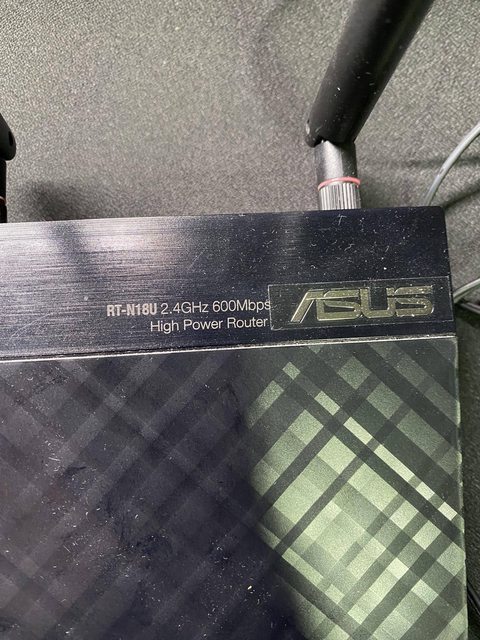 RT-N18U 2.4GHz 600Mbps
High Power Router
ASUS